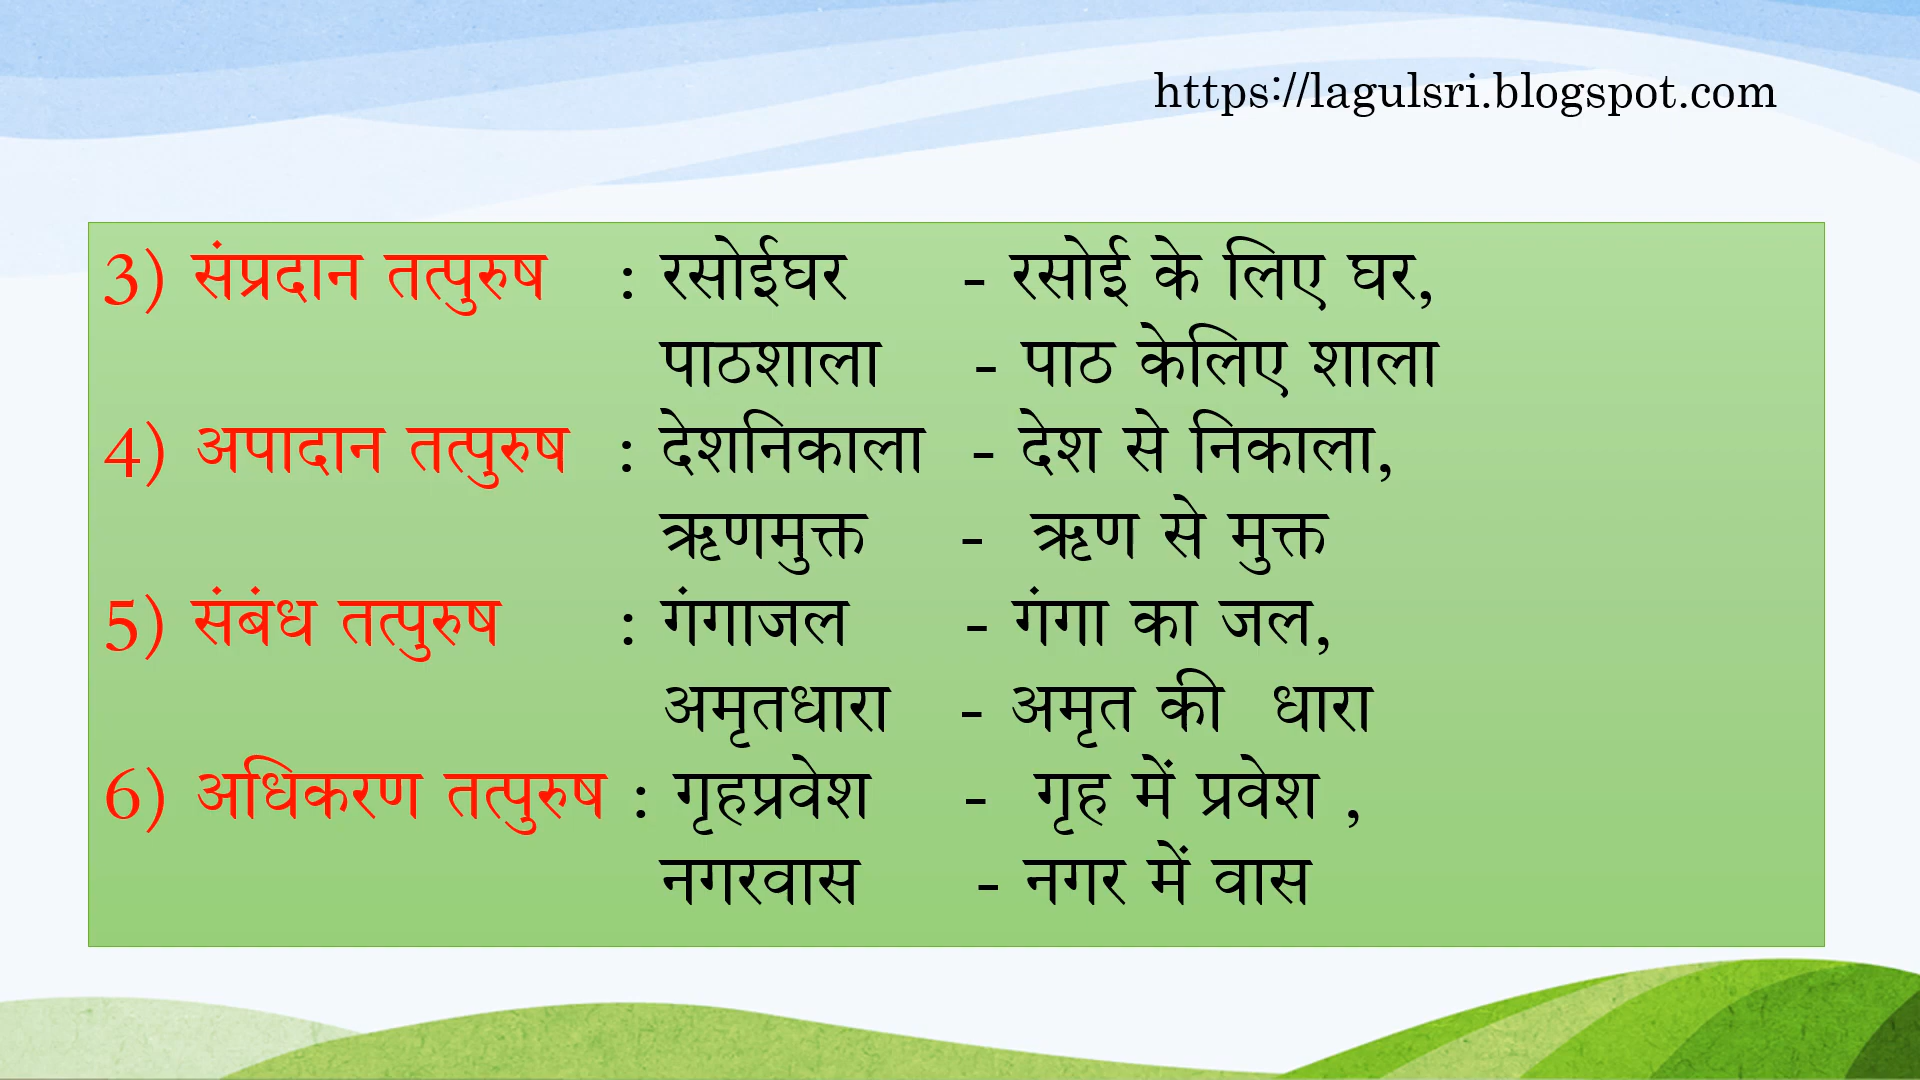 https://lagulsri.blogspot.com
3) संप्रदान तत्पुरुष : रसोईघर - रसोई के लिए घर,
पाठशाला - पाठ केलिए शाला
4) अपादान तत्पुरुष : देशनिकाला - देश से निकाला,
ऋणमुक्त - ऋण से मुक्त
5) संबंध तत्पुरुष : गंगाजल - गंगा का जल,
अमृतधारा - अमृत की धारा
6) अधिकरण तत्पुरुष : गृहप्रवेश - गृह में प्रवेश ,
नगरवास - नगर में वास